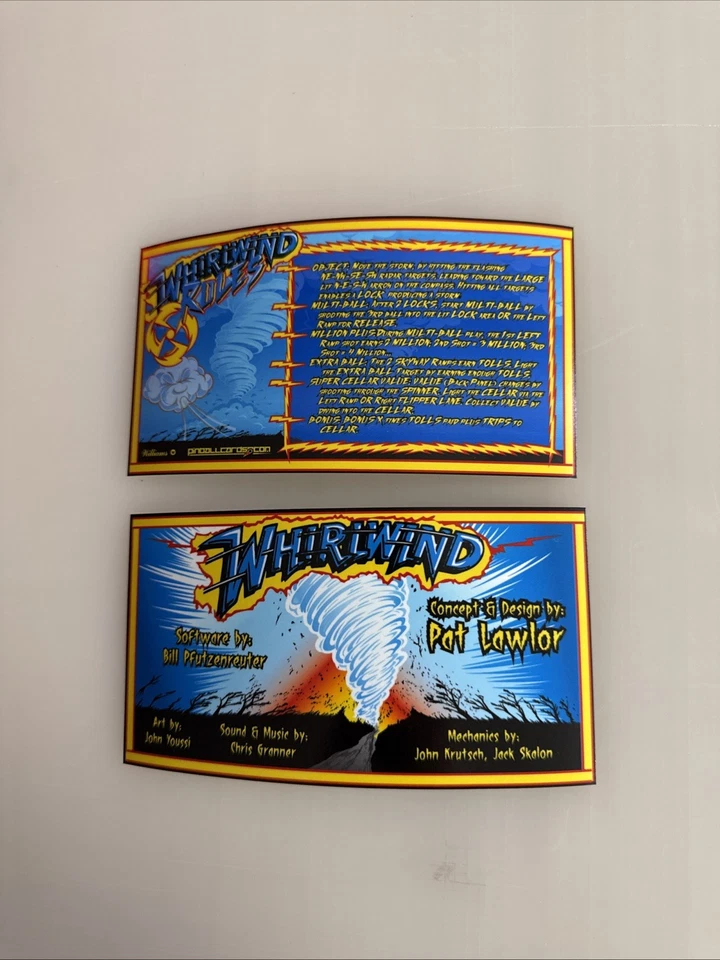 WHIRLWIND
RULES
OBJECT: MOVE THE STORM, BY HITTING THE FLASHING
NE-NW-SE-SW RADAR TARGETS, LEADING TOWARD THE LARGE
LIT N-E-S-W ARROW ON THE COMPASS. HITTING ALL TARGETS
ENABLES A LOCK, PRODUCING A STORM.
MULTI-BALL: AFTER 2 LOCKS, START MULTI-BALL BY
SHOOTING THE 3RD BALL INTO THE LIT LOCK AREA OR THE LEFT
RAMP FOR RELEASE.
MILLION PLUS: DURING MULTI-BALL PLAY, THE 1ST LEFT
RAMP SHOT EARNS 2 MILLION; 2ND SHOT = 3 MILLION; 3RD
SHOT = 4 MILLION...
EXTRA BALL: THE 2 SKYWAY RAMPS EARN TOLLS. LIGHT
THE EXTRA BALL TARGET BY EARNING ENOUGH TOLLS.
SUPER CELLAR VALUE: VALUE (BACK PANEL) CHANGES BY
SHOOTING THROUGH THE SPINNER. LIGHT THE CELLAR VIA THE
LEFT RAMP OR RIGHT FLIPPER LANE. COLLECT VALUE BY
DIVING INTO THE CELLAR.
BONUS: BONUS X TIMES TOLLS PAID PLUS TRIPS TO
CELLAR.
Williams ©
PINBALLCARDS.COM
WHIRLWIND
Concept & Design by:
Pat Lawlor
Software by:
Bill Pfutzenreuter
Art by:
John Youssi
Sound & Music by:
Chris Granner
Mechanics by:
John Krutsch, Jack Skalon